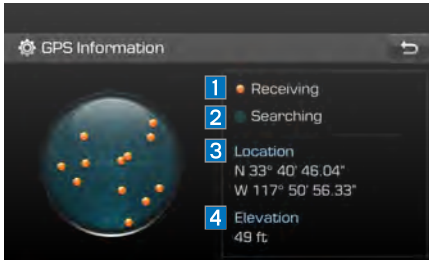 GPS Information
1 Receiving
2 Searching
3 Location
N 33° 40' 46.04"
W 117° 50' 56.33"
4 Elevation
49 ft